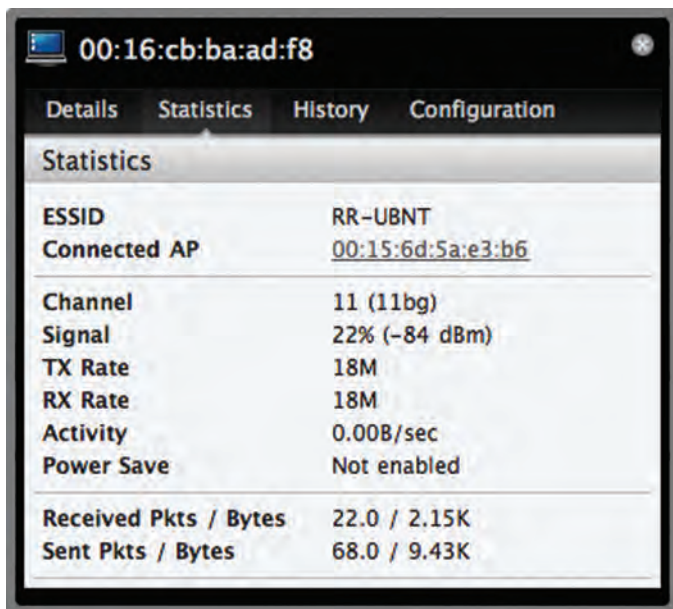 00:16:cb:ba:ad:f8
Details Statistics History Configuration
Statistics
ESSID RR-UBNT
Connected AP 00:15:6d:5a:e3:b6
Channel 11 (11bg)
Signal 22% (-84 dBm)
TX Rate 18M
RX Rate 18M
Activity 0.00B/sec
Power Save Not enabled
Received Pkts / Bytes 22.0 / 2.15K
Sent Pkts / Bytes 68.0 / 9.43K